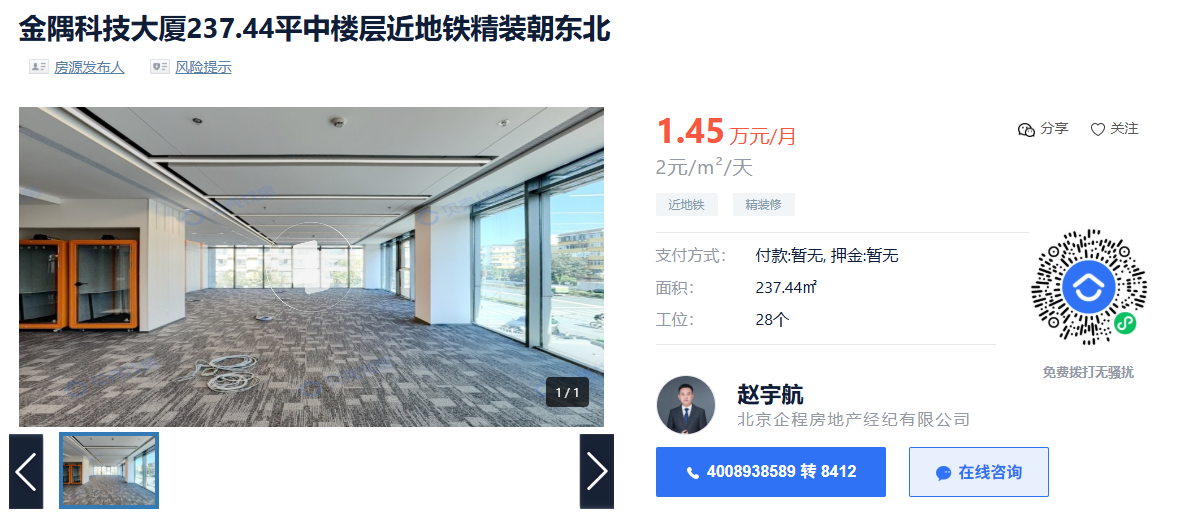 金隅科技大厦237.44平中楼层近地铁精装朝东北
房源发布人 风险提示
1.45 万元/月
分享 关注
2元/m²/天
近地铁 精装修
支付方式： 付款:暂无, 押金:暂无
面积： 237.44㎡
工位： 28个
免费拨打无骚扰
1 / 1
赵宇航
北京企程房地产经纪有限公司
4008938589 转 8412
在线咨询